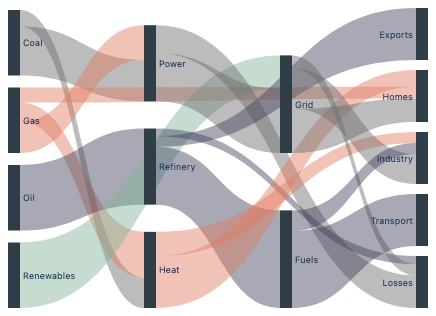 Coal
Gas
Oil
Renewables
Power
Refinery
Heat
Grid
Fuels
Exports
Homes
Industry
Transport
Losses